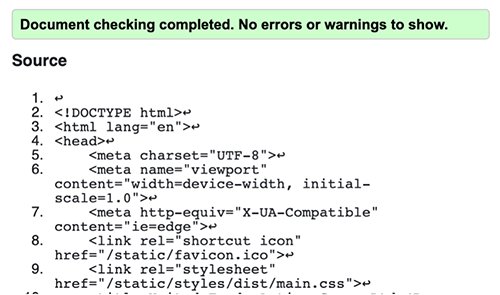 Document checking completed. No errors or warnings to show.
Source
1. ↩
2. <!DOCTYPE html>↩
3. <html lang="en">↩
4. <head>↩
5. <meta charset="UTF-8">↩
6. <meta name="viewport"
content="width=device-width, initial-
scale=1.0">↩
7. <meta http-equiv="X-UA-Compatible"
content="ie=edge">↩
8. <link rel="shortcut icon"
href="/static/favicon.ico">↩
9. <link rel="stylesheet"
href="/static/styles/dist/main.css">↩